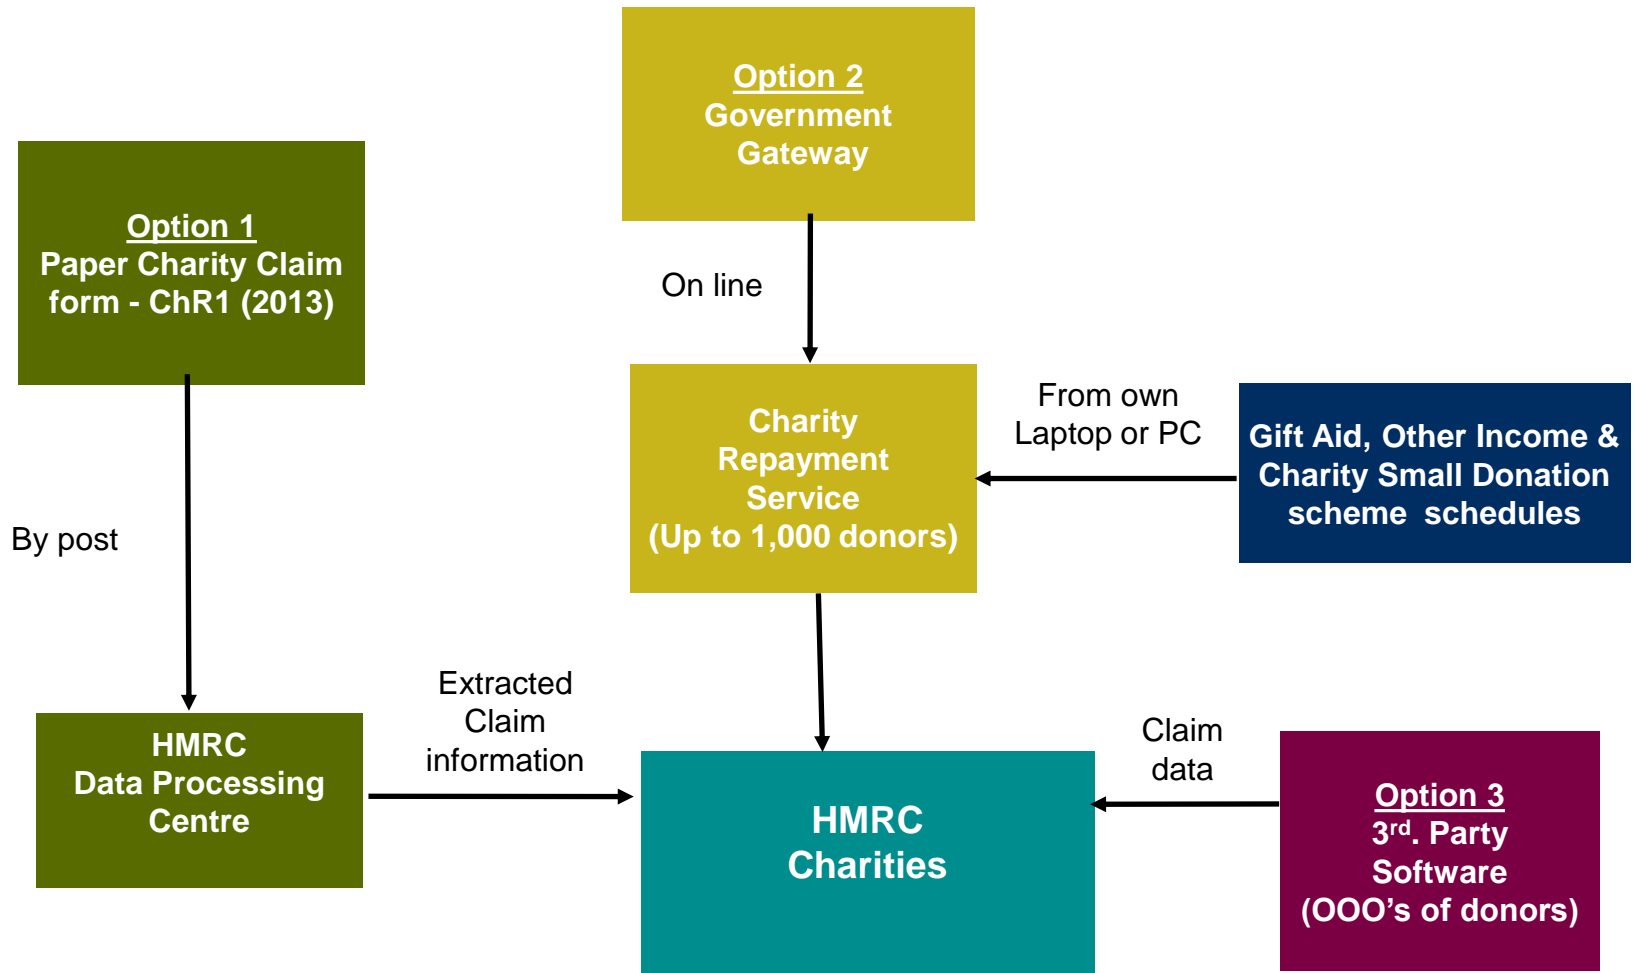 Option 2
Government
Gateway
Option 1
Paper Charity Claim
form - ChR1 (2013)
On line
Charity
Repayment
Service
(Up to 1,000 donors)
From own
Laptop or PC
Gift Aid, Other Income &
Charity Small Donation
scheme schedules
By post
HMRC
Data Processing
Centre
Extracted
Claim
information
HMRC
Charities
Claim
data
Option 3
3rd. Party
Software
(OOO's of donors)